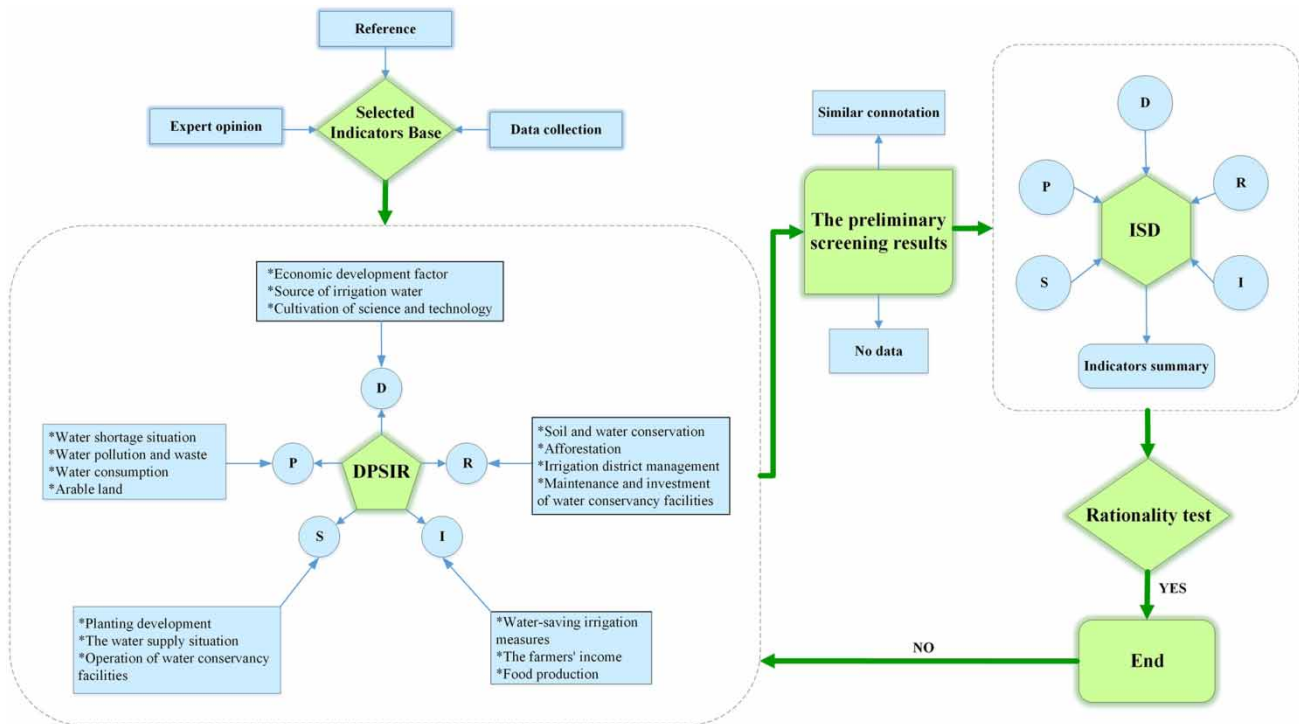 Reference
Selected
Indicators Base
Expert opinion
Data collection
*Economic development factor
*Source of irrigation water
*Cultivation of science and technology
D
*Water shortage situation
*Water pollution and waste
*Water consumption
*Arable land
P
DPSIR
R
*Soil and water conservation
*Afforestation
*Irrigation district management
*Maintenance and investment
of water conservancy facilities
S
I
*Planting development
*The water supply situation
*Operation of water conservancy
facilities
*Water-saving irrigation
measures
*The farmers' income
*Food production
Similar connotation
The preliminary
screening results
No data
D
P
R
ISD
S
I
Indicators summary
Rationality test
YES
End
NO